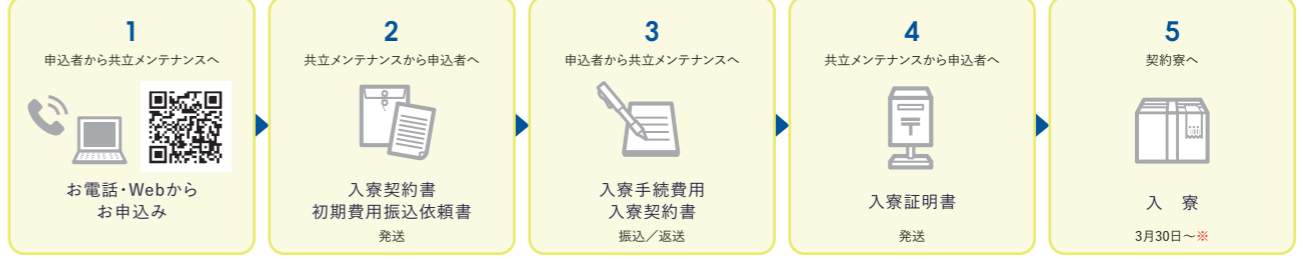 1
申込者から共立メンテナンスへ
お電話・Webから
お申込み
2
共立メンテナンスから申込者へ
入寮契約書
初期費用振込依頼書
発送
3
申込者から共立メンテナンスへ
入寮手続費用
入寮契約書
振込／返送
4
共立メンテナンスから申込者へ
入寮証明書
発送
5
契約寮へ
入 寮
3月30日～※